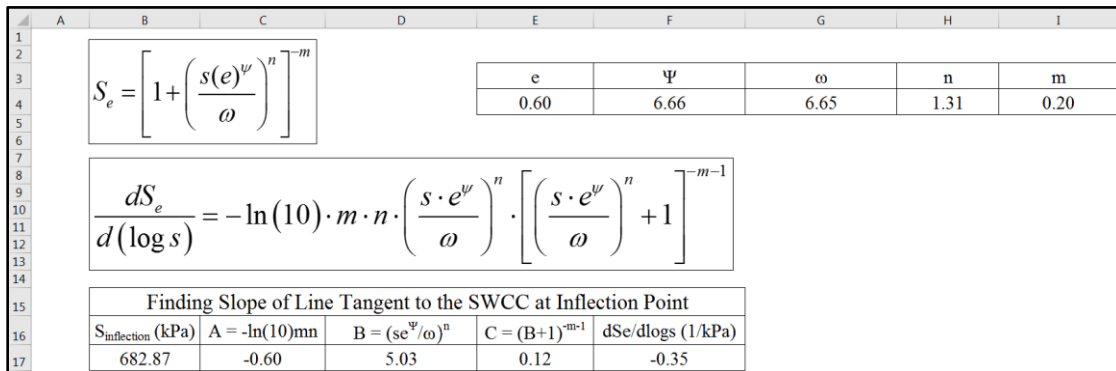 A B C D E F G H I
1
2
3 e Ψ ω n m
4 0.60 6.66 6.65 1.31 0.20
5
6
S_e = [1 + (s(e)^ψ / ω)^n]^{-m}
7
8
9
10
11
12
13
dS_e / d(log s) = -ln(10) · m · n · (s · e^ψ / ω)^n · [(s · e^ψ / ω)^n + 1]^{-m-1}
14
15 Finding Slope of Line Tangent to the SWCC at Inflection Point
16 S_inflection (kPa) A = -ln(10)mn B = (se^Ψ/ω)^n C = (B+1)^{-m-1} dSe/dlogs (1/kPa)
17 682.87 -0.60 5.03 0.12 -0.35